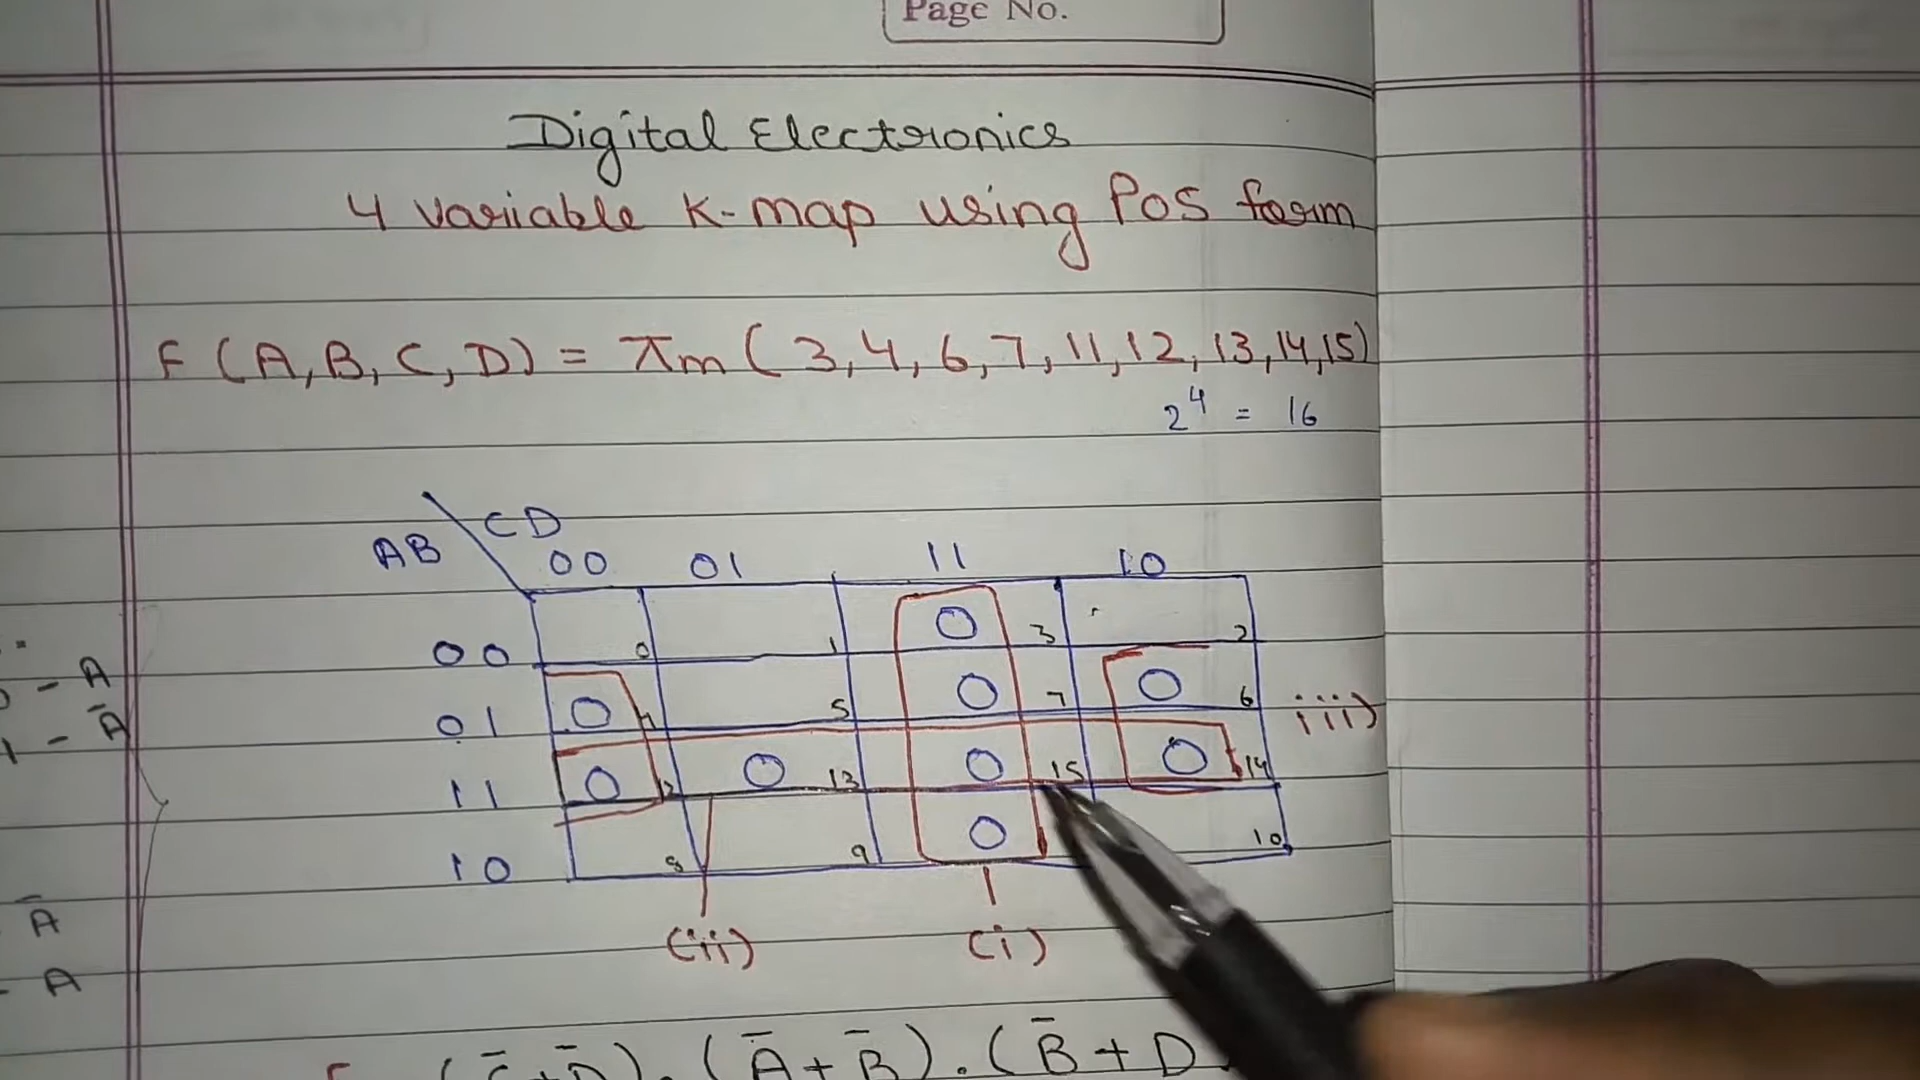 Page No.
Digital Electronics
4 variable K-map using POS form
F (A, B, C, D) = πm ( 3, 4, 6, 7, 11, 12, 13, 14, 15)
2⁴ = 16
AB \ CD
00 01 11 10
00 0 1 0 3 2
01 0 4 5 0 7 0 6
11 0 12 0 13 0 15 0 14
10 8 9 0 10
iii)
(ii) (i)
- A
1 - Ā
Ā
- A
(C̄+D̄).(Ā+B̄).(B̄+D